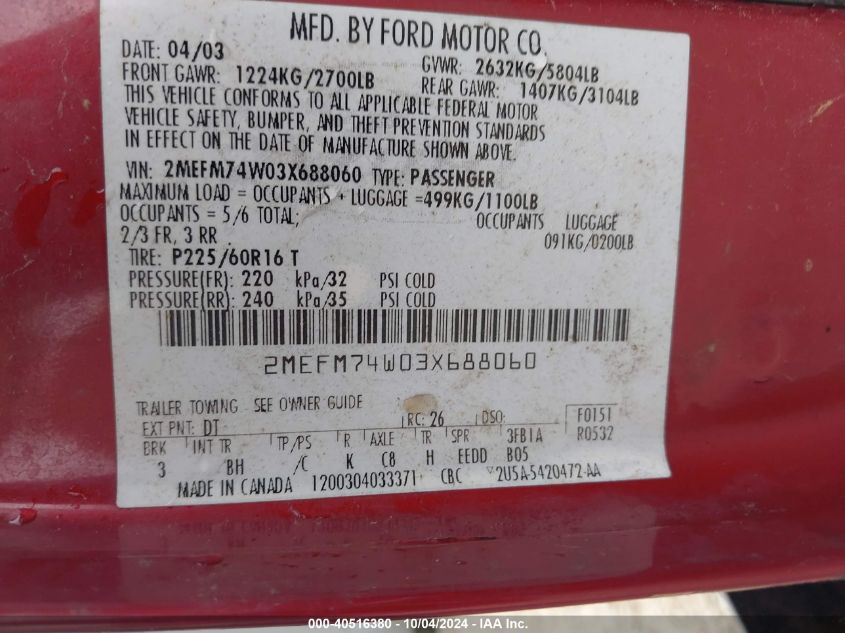 MFD. BY FORD MOTOR CO.
DATE: 04/03 GVWR: 2632KG/5804LB
FRONT GAWR: 1224KG/2700LB REAR GAWR: 1407KG/3104LB
THIS VEHICLE CONFORMS TO ALL APPLICABLE FEDERAL MOTOR
VEHICLE SAFETY, BUMPER, AND THEFT PREVENTION STANDARDS
IN EFFECT ON THE DATE OF MANUFACTURE SHOWN ABOVE.
VIN: 2MEFM74W03X688060 TYPE: PASSENGER
MAXIMUM LOAD = OCCUPANTS + LUGGAGE =499KG/1100LB
OCCUPANTS = 5/6 TOTAL; OCCUPANTS LUGGAGE
2/3 FR, 3 RR 091KG/0200LB
TIRE: P225/60R16 T
PRESSURE(FR): 220 kPa/32 PSI COLD
PRESSURE(RR): 240 kPa/35 PSI COLD
2MEFM74W03X688060
TRAILER TOWING SEE OWNER GUIDE
EXT PNT: DT RC: 26 DSO: F0151
BRK INT TR TP/PS R AXLE TR SPR 3FB1A R0532
3 BH /C K C8 H EEDD B05
MADE IN CANADA 1200304033371 CBC 2U5A-5420472-AA
000-40516380 - 10/04/2024 - IAA Inc.